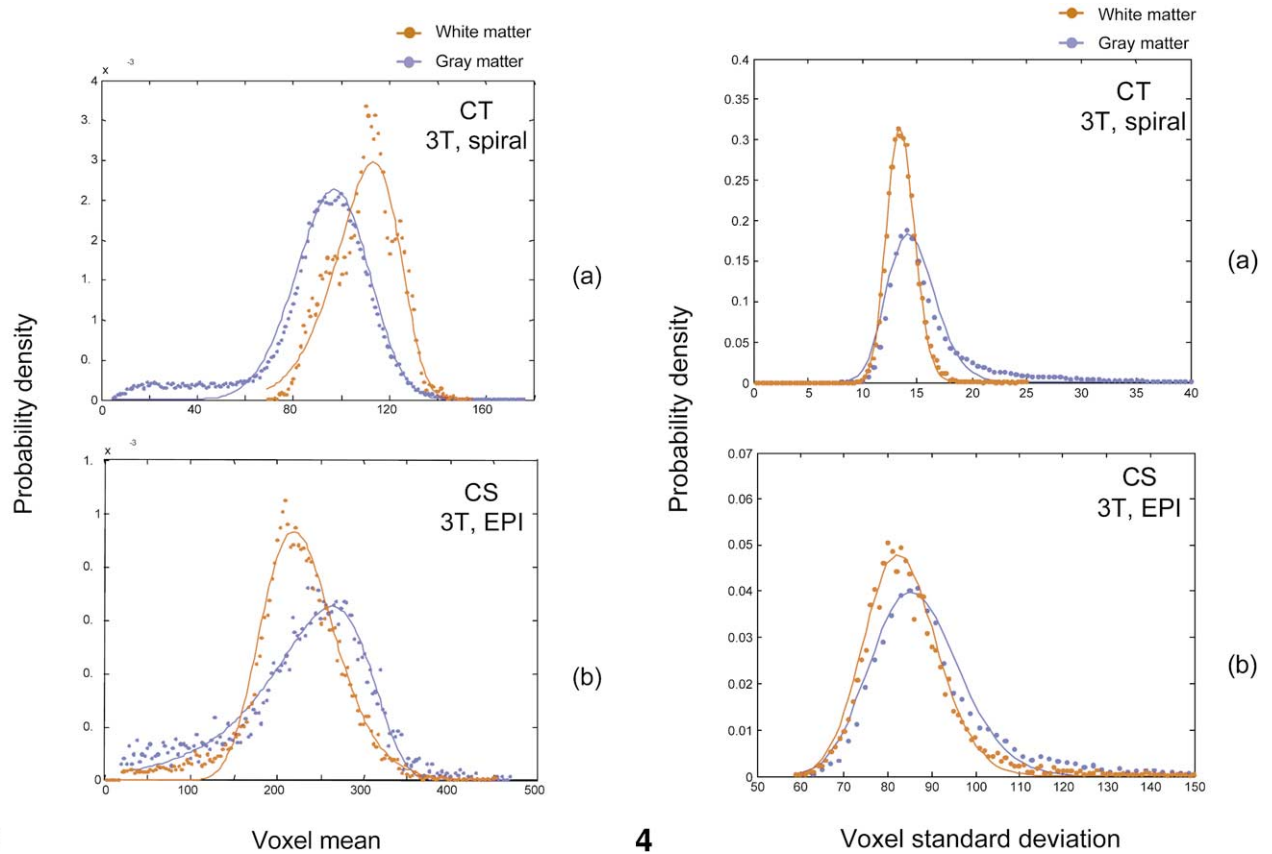 White matter
Gray matter
x -3
4
3.
3
2.
2
1.
1
0.
0
0 40 80 120 160
CT
3T, spiral
(a)
x -3
1.
1
0.
0.
0.
0.
0
0 100 200 300 400 500
CS
3T, EPI
(b)
Probability density
Voxel mean
4
White matter
Gray matter
0.4
0.35
0.3
0.25
0.2
0.15
0.1
0.05
0
0 5 10 15 20 25 30 35 40
CT
3T, spiral
(a)
0.07
0.06
0.05
0.04
0.03
0.02
0.01
0
50 60 70 80 90 100 110 120 130 140 150
CS
3T, EPI
(b)
Probability density
Voxel standard deviation